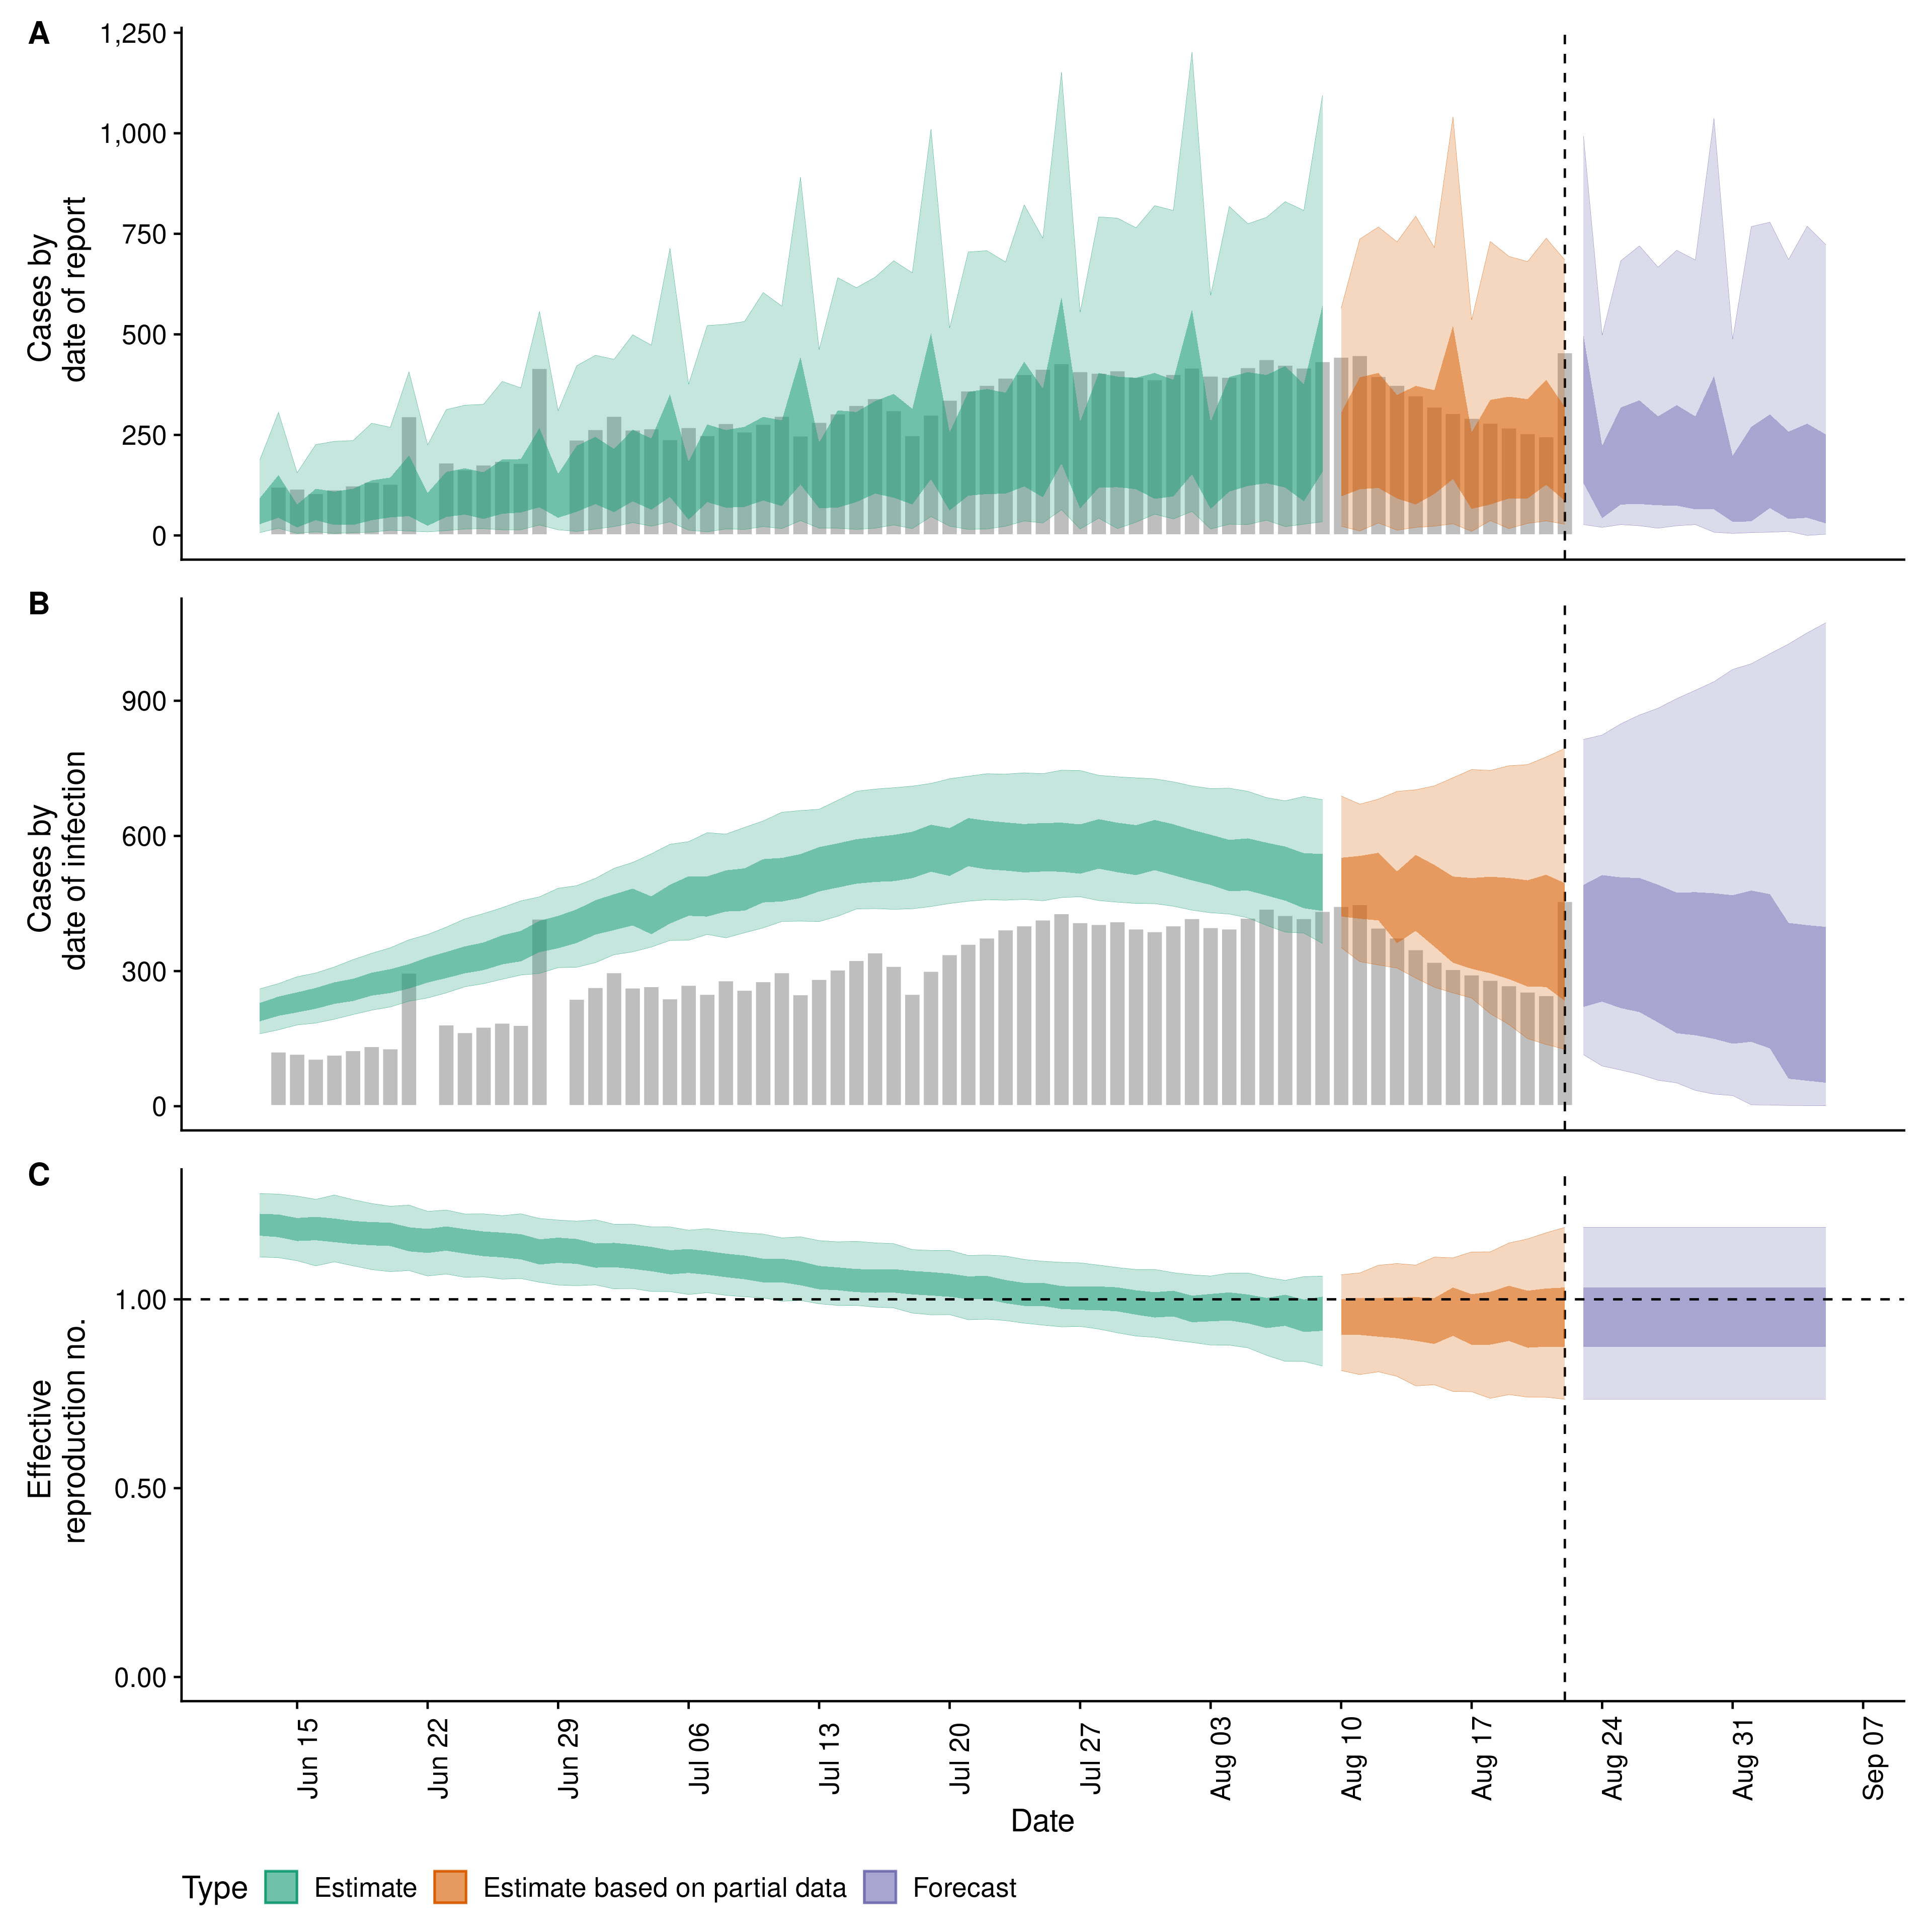 A
Cases by
date of report
1,250
1,000
750
500
250
0
B
Cases by
date of infection
900
600
300
0
C
Effective
reproduction no.
1.00
0.50
0.00
Jun 15
Jun 22
Jun 29
Jul 06
Jul 13
Jul 20
Jul 27
Aug 03
Aug 10
Aug 17
Aug 24
Aug 31
Sep 07
Date
Type
Estimate
Estimate based on partial data
Forecast